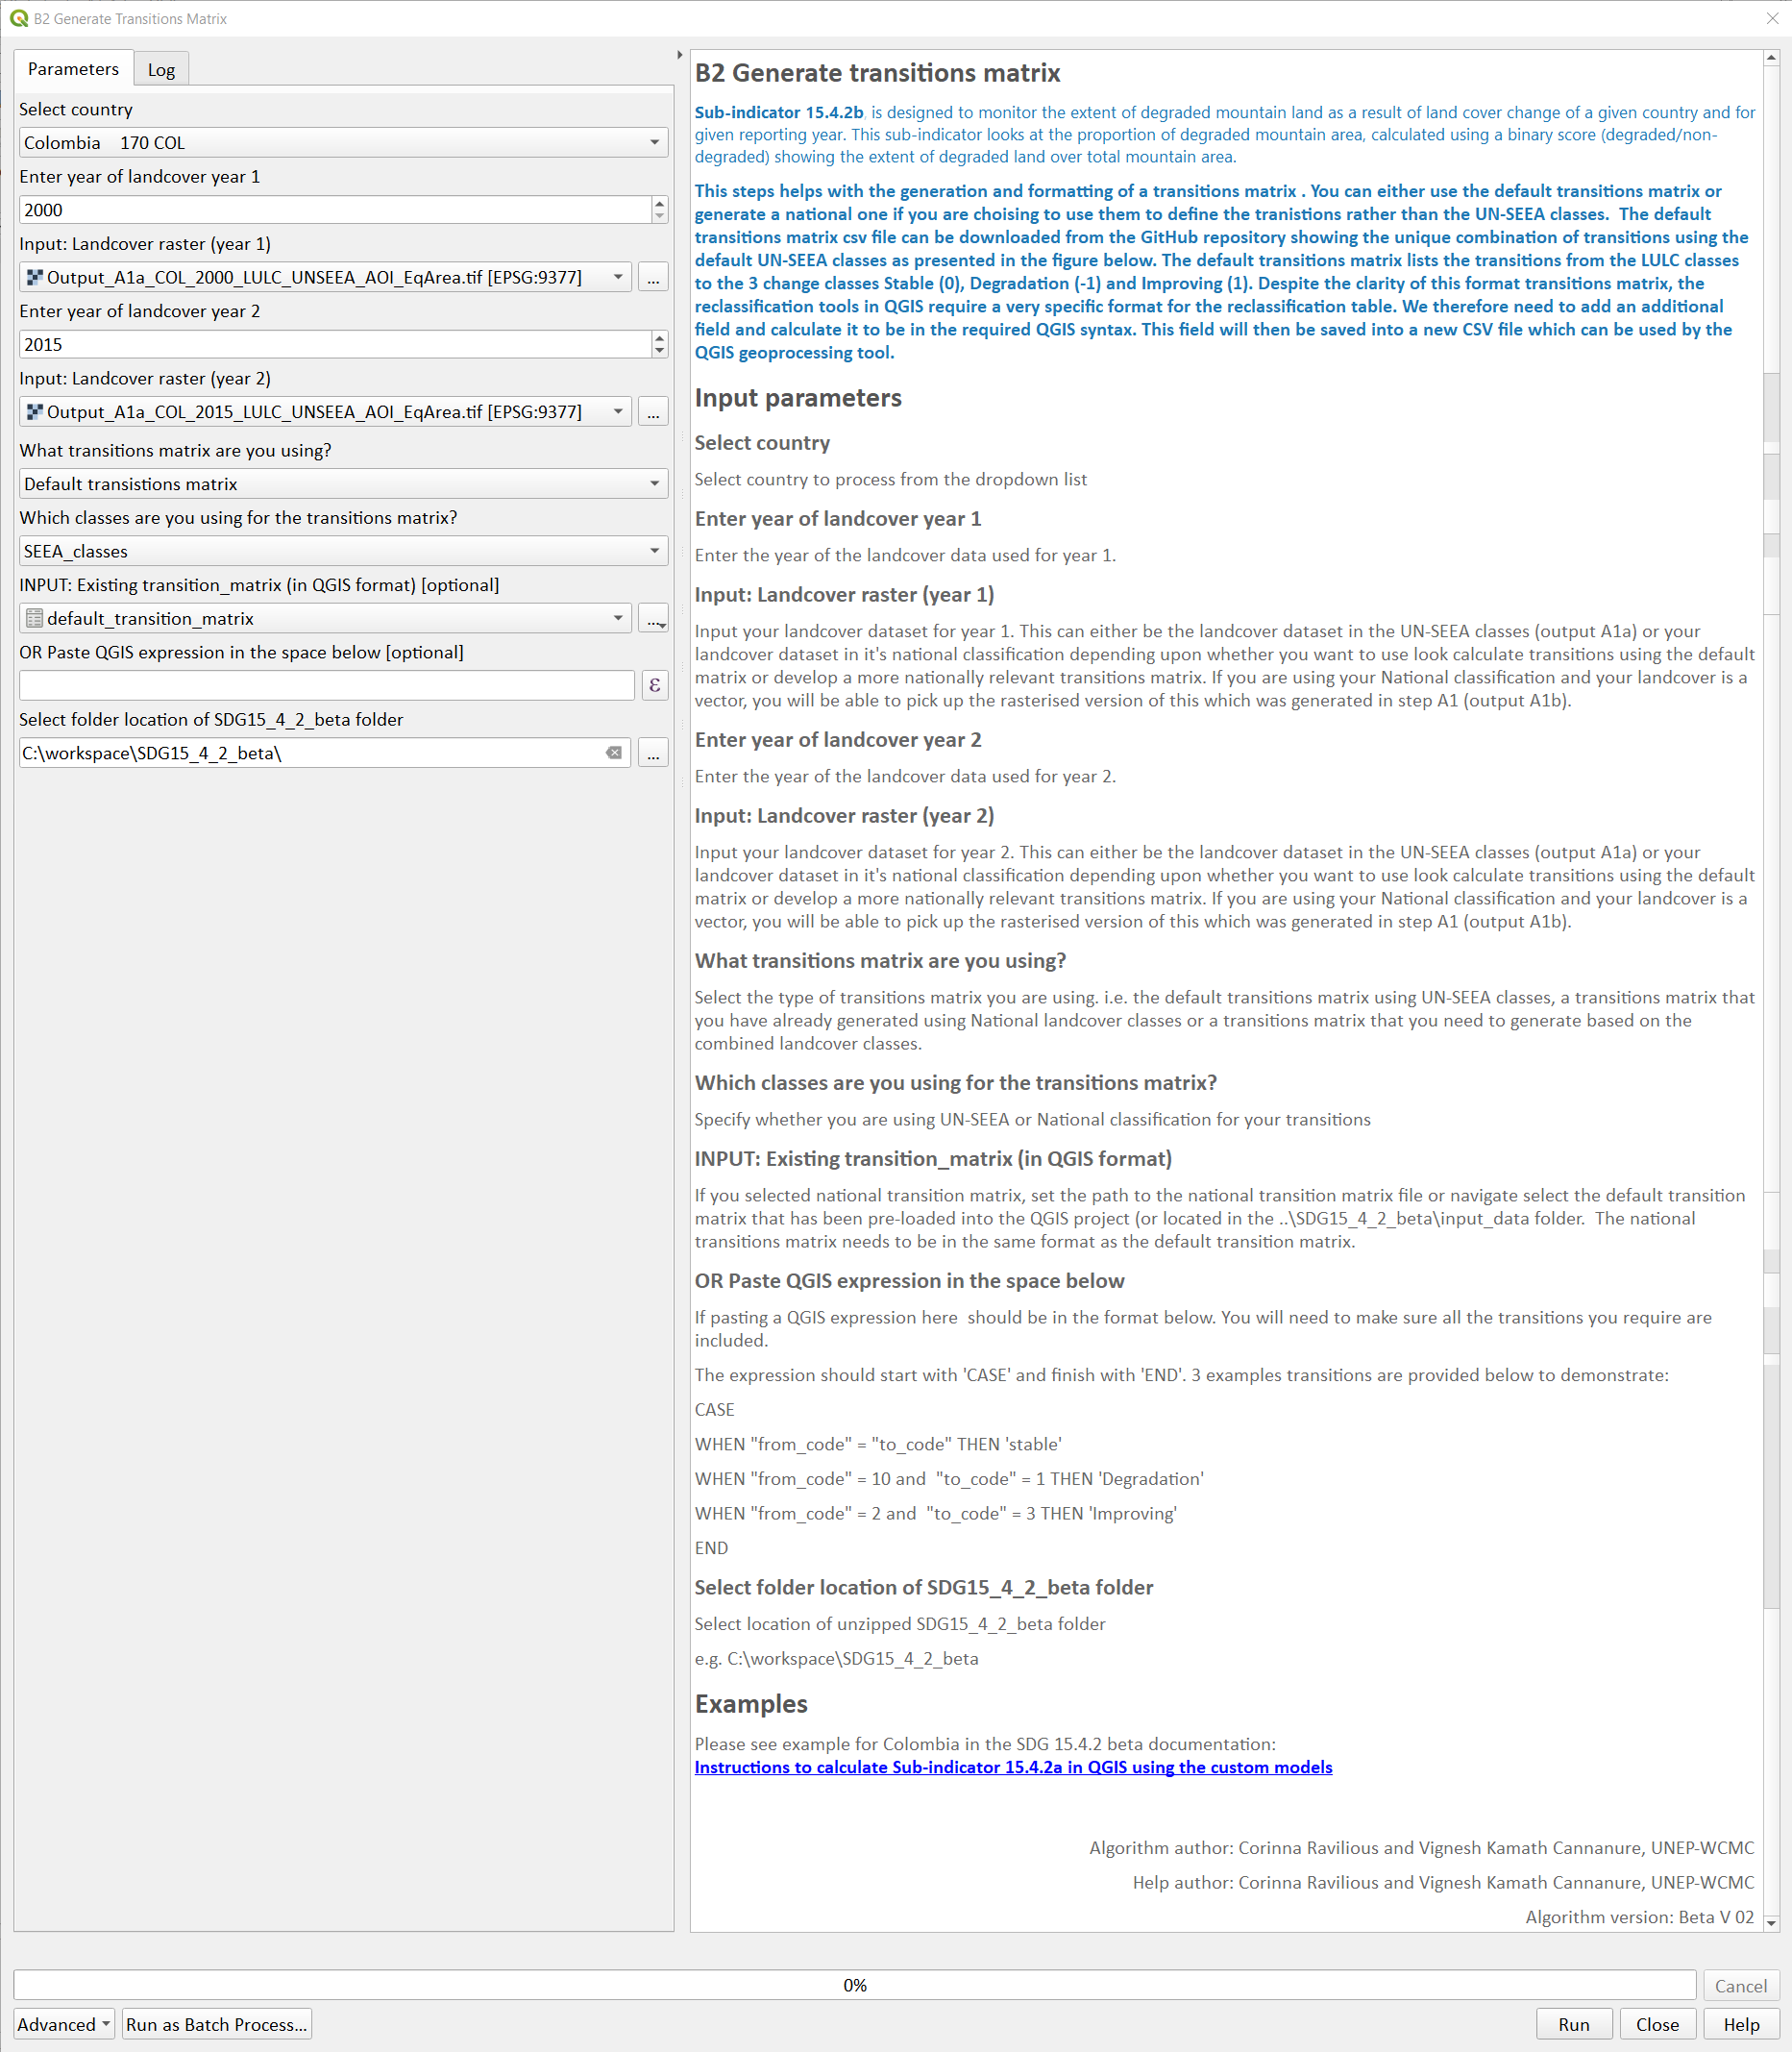 B2 Generate Transitions Matrix
Parameters
Log
Select country
Colombia 170 COL
Enter year of landcover year 1
2000
Input: Landcover raster (year 1)
Output_A1a_COL_2000_LULC_UNSEEA_AOI_EqArea.tif [EPSG:9377]
...
Enter year of landcover year 2
2015
Input: Landcover raster (year 2)
Output_A1a_COL_2015_LULC_UNSEEA_AOI_EqArea.tif [EPSG:9377]
...
What transitions matrix are you using?
Default transistions matrix
Which classes are you using for the transitions matrix?
SEEA_classes
INPUT: Existing transition_matrix (in QGIS format) [optional]
default_transition_matrix
...
OR Paste QGIS expression in the space below [optional]
ε
Select folder location of SDG15_4_2_beta folder
C:\workspace\SDG15_4_2_beta\
...
B2 Generate transitions matrix
Sub-indicator 15.4.2b, is designed to monitor the extent of degraded mountain land as a result of land cover change of a given country and for
given reporting year. This sub-indicator looks at the proportion of degraded mountain area, calculated using a binary score (degraded/non-
degraded) showing the extent of degraded land over total mountain area.
This steps helps with the generation and formatting of a transitions matrix . You can either use the default transitions matrix or
generate a national one if you are choising to use them to define the tranistions rather than the UN-SEEA classes. The default
transitions matrix csv file can be downloaded from the GitHub repository showing the unique combination of transitions using the
default UN-SEEA classes as presented in the figure below. The default transitions matrix lists the transitions from the LULC classes
to the 3 change classes Stable (0), Degradation (-1) and Improving (1). Despite the clarity of this format transitions matrix, the
reclassification tools in QGIS require a very specific format for the reclassification table. We therefore need to add an additional
field and calculate it to be in the required QGIS syntax. This field will then be saved into a new CSV file which can be used by the
QGIS geoprocessing tool.
Input parameters
Select country
Select country to process from the dropdown list
Enter year of landcover year 1
Enter the year of the landcover data used for year 1.
Input: Landcover raster (year 1)
Input your landcover dataset for year 1. This can either be the landcover dataset in the UN-SEEA classes (output A1a) or your
landcover dataset in it's national classification depending upon whether you want to use look calculate transitions using the default
matrix or develop a more nationally relevant transitions matrix. If you are using your National classification and your landcover is a
vector, you will be able to pick up the rasterised version of this which was generated in step A1 (output A1b).
Enter year of landcover year 2
Enter the year of the landcover data used for year 2.
Input: Landcover raster (year 2)
Input your landcover dataset for year 2. This can either be the landcover dataset in the UN-SEEA classes (output A1a) or your
landcover dataset in it's national classification depending upon whether you want to use look calculate transitions using the default
matrix or develop a more nationally relevant transitions matrix. If you are using your National classification and your landcover is a
vector, you will be able to pick up the rasterised version of this which was generated in step A1 (output A1b).
What transitions matrix are you using?
Select the type of transitions matrix you are using. i.e. the default transitions matrix using UN-SEEA classes, a transitions matrix that
you have already generated using National landcover classes or a transitions matrix that you need to generate based on the
combined landcover classes.
Which classes are you using for the transitions matrix?
Specify whether you are using UN-SEEA or National classification for your transitions
INPUT: Existing transition_matrix (in QGIS format)
If you selected national transition matrix, set the path to the national transition matrix file or navigate select the default transition
matrix that has been pre-loaded into the QGIS project (or located in the ..\SDG15_4_2_beta\input_data folder. The national
transitions matrix needs to be in the same format as the default transition matrix.
OR Paste QGIS expression in the space below
If pasting a QGIS expression here should be in the format below. You will need to make sure all the transitions you require are
included.
The expression should start with 'CASE' and finish with 'END'. 3 examples transitions are provided below to demonstrate:
CASE
WHEN "from_code" = "to_code" THEN 'stable'
WHEN "from_code" = 10 and "to_code" = 1 THEN 'Degradation'
WHEN "from_code" = 2 and "to_code" = 3 THEN 'Improving'
END
Select folder location of SDG15_4_2_beta folder
Select location of unzipped SDG15_4_2_beta folder
e.g. C:\workspace\SDG15_4_2_beta
Examples
Please see example for Colombia in the SDG 15.4.2 beta documentation:
Instructions to calculate Sub-indicator 15.4.2a in QGIS using the custom models
Algorithm author: Corinna Ravilious and Vignesh Kamath Cannanure, UNEP-WCMC
Help author: Corinna Ravilious and Vignesh Kamath Cannanure, UNEP-WCMC
Algorithm version: Beta V 02
0%
Cancel
Advanced
Run as Batch Process...
Run
Close
Help